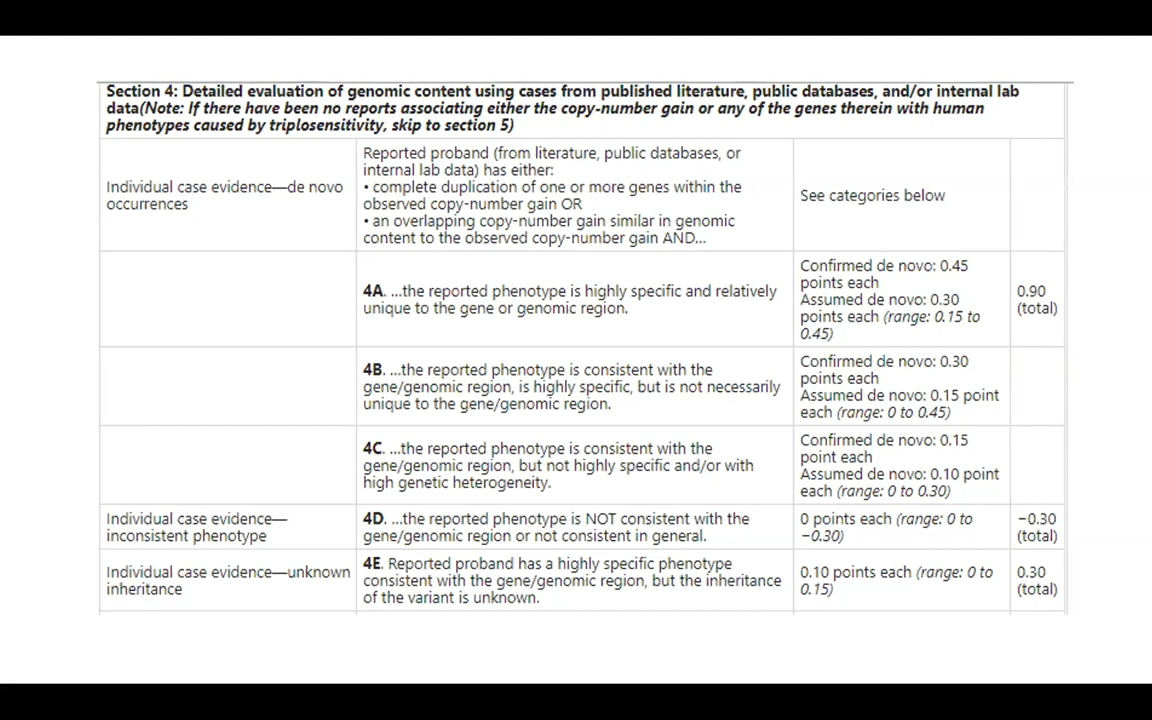 Section 4: Detailed evaluation of genomic content using cases from published literature, public databases, and/or internal lab
data(Note: If there have been no reports associating either the copy-number gain or any of the genes therein with human
phenotypes caused by triplosensitivity, skip to section 5)
Individual case evidence—de novo
occurrences
Reported proband (from literature, public databases, or
internal lab data) has either:
• complete duplication of one or more genes within the
observed copy-number gain OR
• an overlapping copy-number gain similar in genomic
content to the observed copy-number gain AND...
See categories below
4A. ...the reported phenotype is highly specific and relatively
unique to the gene or genomic region.
Confirmed de novo: 0.45
points each
Assumed de novo: 0.30
points each (range: 0.15 to
0.45)
0.90
(total)
4B. ...the reported phenotype is consistent with the
gene/genomic region, is highly specific, but is not necessarily
unique to the gene/genomic region.
Confirmed de novo: 0.30
points each
Assumed de novo: 0.15 point
each (range: 0 to 0.45)
4C. ...the reported phenotype is consistent with the
gene/genomic region, but not highly specific and/or with
high genetic heterogeneity.
Confirmed de novo: 0.15
point each
Assumed de novo: 0.10 point
each (range: 0 to 0.30)
Individual case evidence—
inconsistent phenotype
4D. ...the reported phenotype is NOT consistent with the
gene/genomic region or not consistent in general.
0 points each (range: 0 to
−0.30)
−0.30
(total)
Individual case evidence—unknown
inheritance
4E. Reported proband has a highly specific phenotype
consistent with the gene/genomic region, but the inheritance
of the variant is unknown.
0.10 points each (range: 0 to
0.15)
0.30
(total)